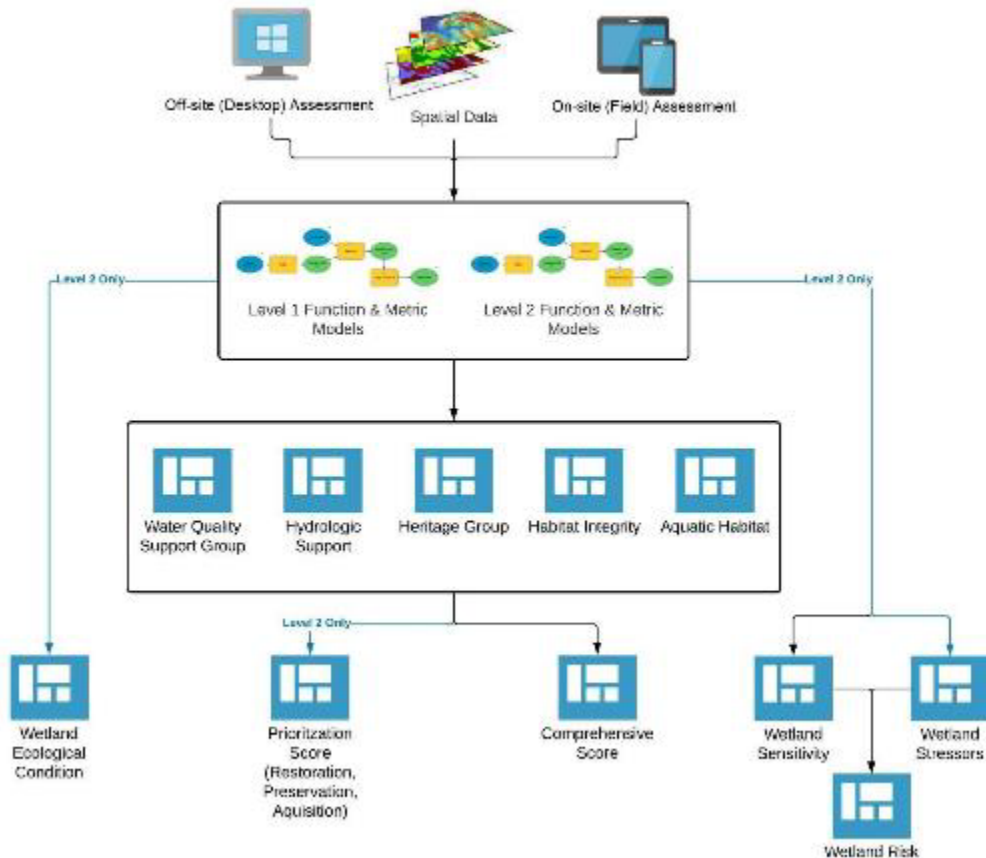 Off-site (Desktop) Assessment
Spatial Data
On-site (Field) Assessment
Level 2 Only
Level 2 Only
Level 1 Function & Metric
Models
Level 2 Function & Metric
Models
Water Quality
Support Group
Hydrologic
Support
Heritage Group
Habitat Integrity
Aquatic Habitat
Level 2 Only
Wetland
Ecological
Condition
Prioritzation
Score
(Restoration,
Preservation,
Aquisition)
Comprehensive
Score
Wetland
Sensitivity
Wetland
Stressors
Wetland Risk